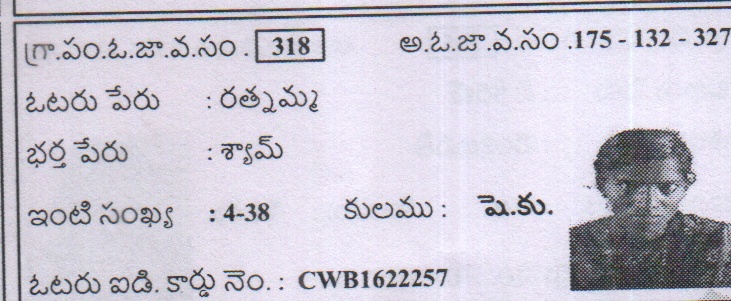 గ్రా.పం.ఓ.జా.వ.సం . 318 అ.ఓ.జా.వ.సం .175 - 132 - 327
ఓటరు పేరు : రత్నమ్మ
భర్త పేరు : శ్యామ్
ఇంటి సంఖ్య : 4-38 కులము : షె.కు.
ఓటరు ఐడి. కార్డు నెం. : CWB1622257